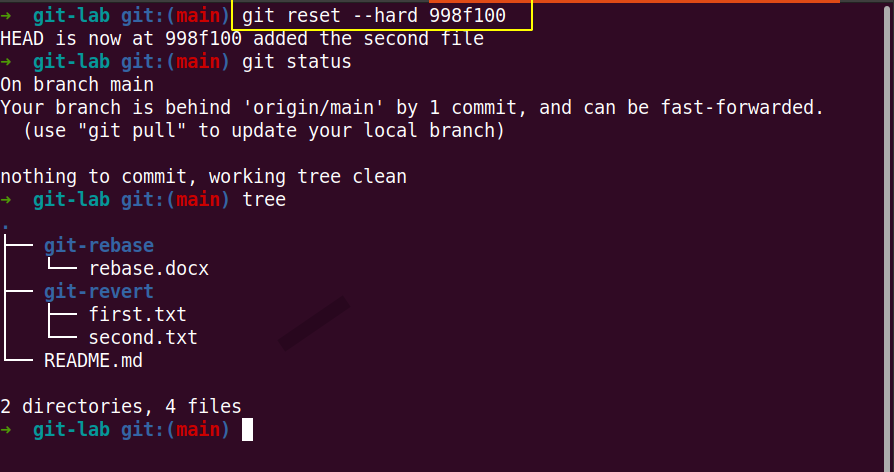 ➜  git-lab git:(main) git reset --hard 998f100
HEAD is now at 998f100 added the second file
➜  git-lab git:(main) git status
On branch main
Your branch is behind 'origin/main' by 1 commit, and can be fast-forwarded.
  (use "git pull" to update your local branch)

nothing to commit, working tree clean
➜  git-lab git:(main) tree
.
├── git-rebase
│   └── rebase.docx
├── git-revert
│   ├── first.txt
│   └── second.txt
└── README.md

2 directories, 4 files
➜  git-lab git:(main)